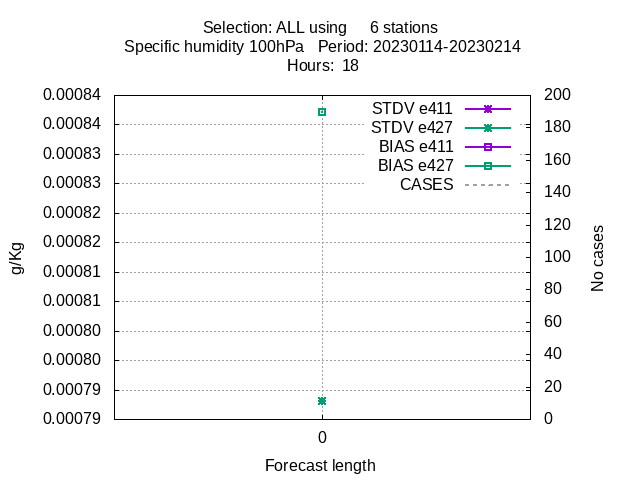 Selection: ALL using 6 stations
Specific humidity 100hPa Period: 20230114-20230214
Hours: 18
0.00084
0.00084
0.00083
0.00083
0.00082
0.00082
0.00081
0.00081
0.00080
0.00080
0.00079
0.00079
g/Kg
STDV e411
STDV e427
BIAS e411
BIAS e427
CASES
200
180
160
140
120
100
80
60
40
20
0
No cases
0
Forecast length